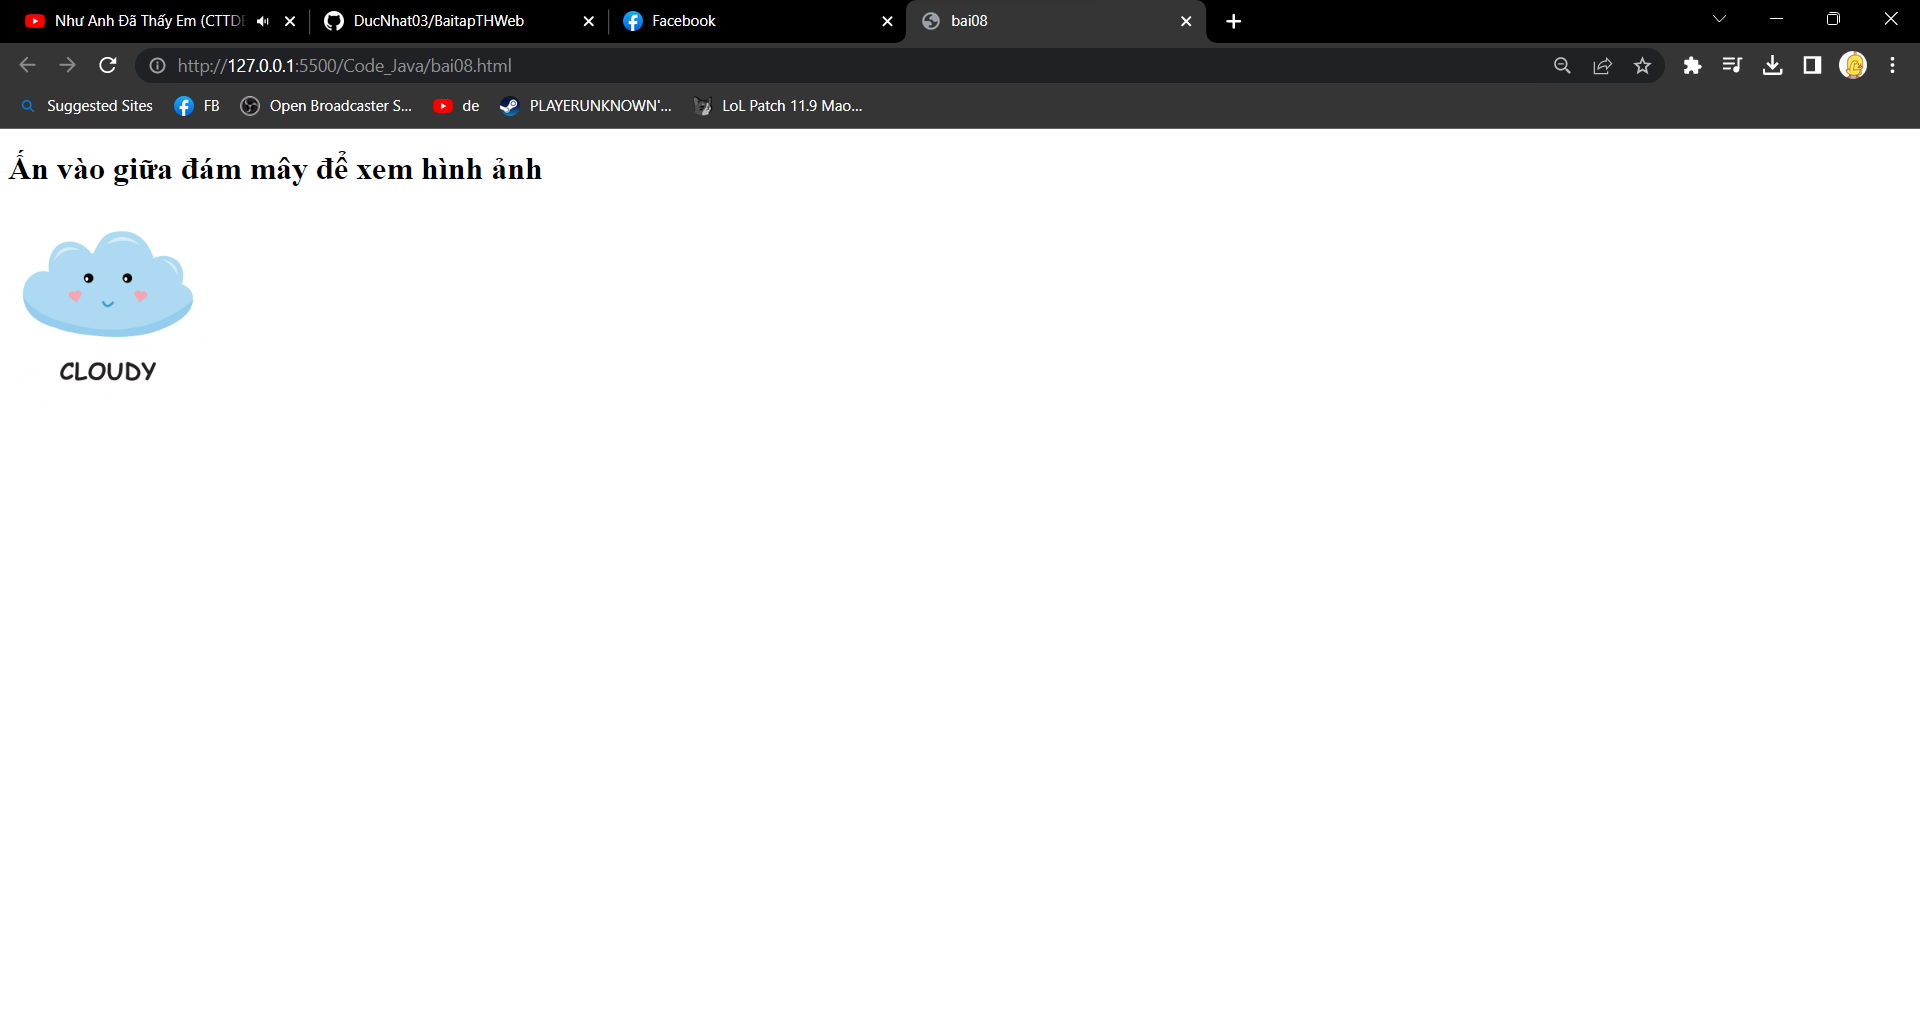 Như Anh Đã Thấy Em (CTTDE
DucNhat03/BaitapTHWeb
Facebook
bai08
http://127.0.0.1:5500/Code_Java/bai08.html
Suggested Sites
FB
Open Broadcaster S...
de
PLAYERUNKNOWN'...
LoL Patch 11.9 Mao...
Ấn vào giữa đám mây để xem hình ảnh
CLOUDY